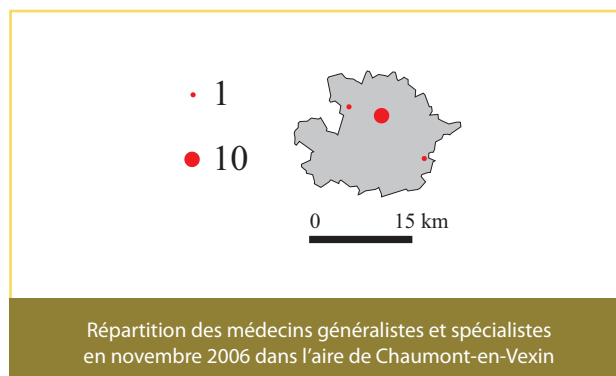 1
10
0 15 km
Répartition des médecins généralistes et spécialistes
en novembre 2006 dans l'aire de Chaumont-en-Vexin